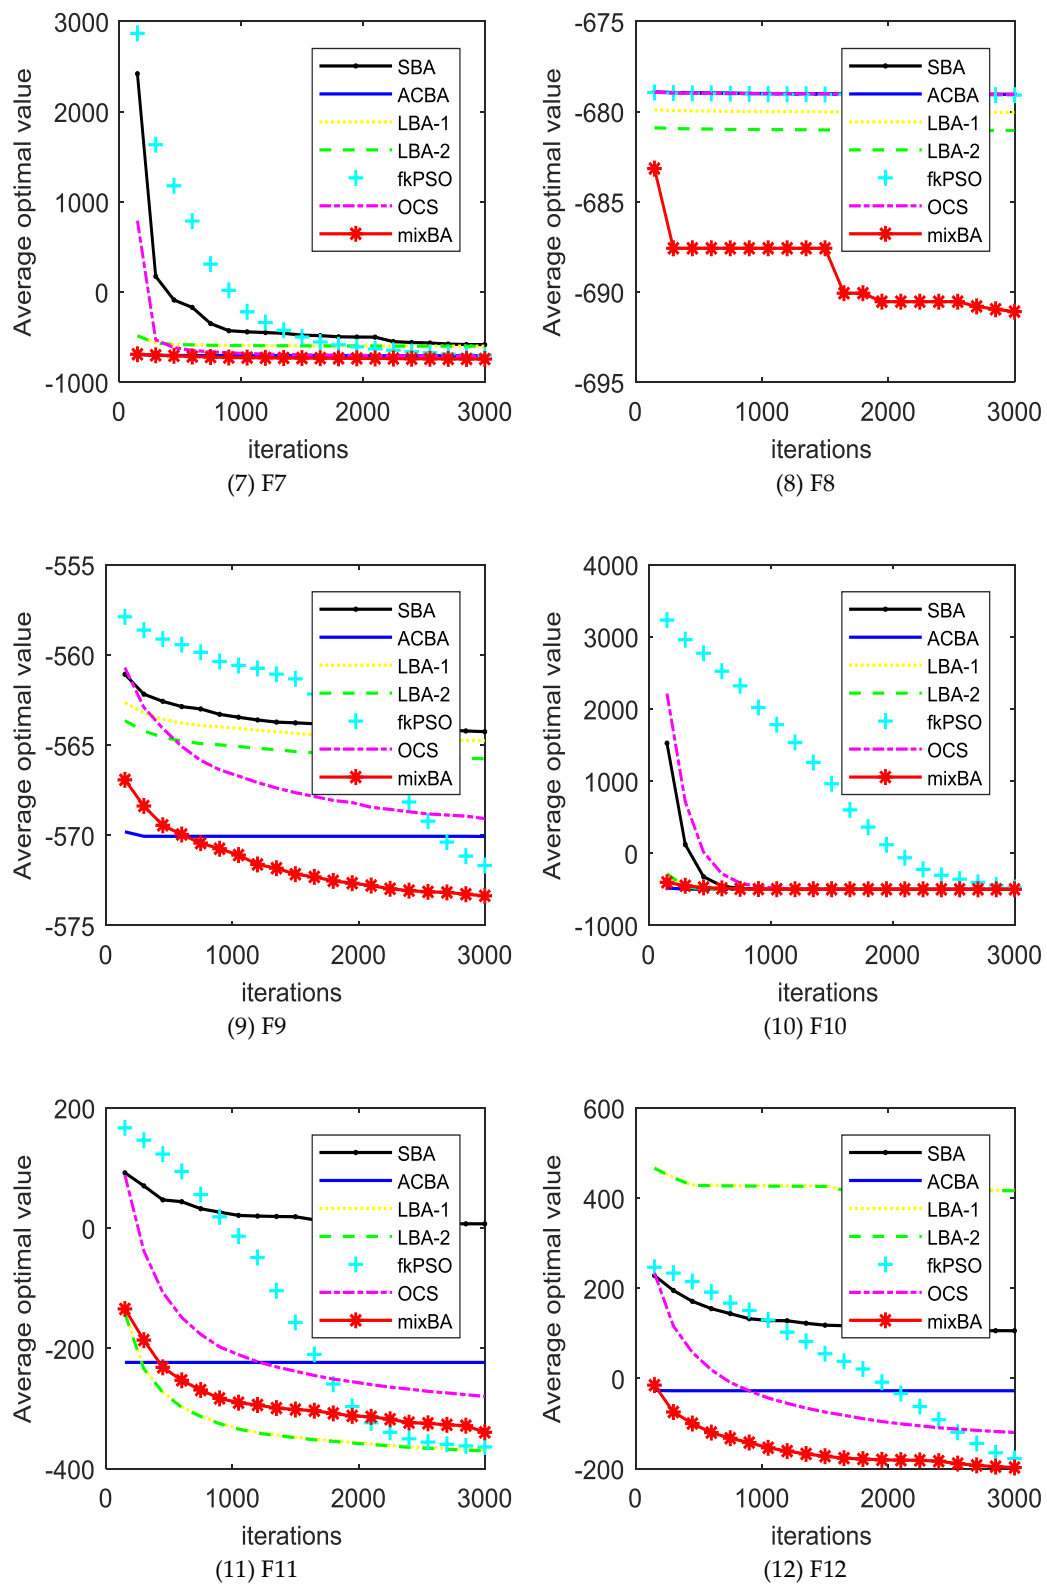 3000
2000
1000
0
-1000
Average optimal value
SBA
ACBA
LBA-1
LBA-2
fkPSO
OCS
mixBA
0
1000
2000
3000
iterations
(7) F7
-675
-680
-685
-690
-695
Average optimal value
SBA
ACBA
LBA-1
LBA-2
fkPSO
OCS
mixBA
0
1000
2000
3000
iterations
(8) F8
-555
-560
-565
-570
-575
Average optimal value
SBA
ACBA
LBA-1
LBA-2
fkPSO
OCS
mixBA
0
1000
2000
3000
iterations
(9) F9
4000
3000
2000
1000
0
-1000
Average optimal value
SBA
ACBA
LBA-1
LBA-2
fkPSO
OCS
mixBA
0
1000
2000
3000
iterations
(10) F10
200
0
-200
-400
Average optimal value
SBA
ACBA
LBA-1
LBA-2
fkPSO
OCS
mixBA
0
1000
2000
3000
iterations
(11) F11
600
400
200
0
-200
Average optimal value
SBA
ACBA
LBA-1
LBA-2
fkPSO
OCS
mixBA
0
1000
2000
3000
iterations
(12) F12